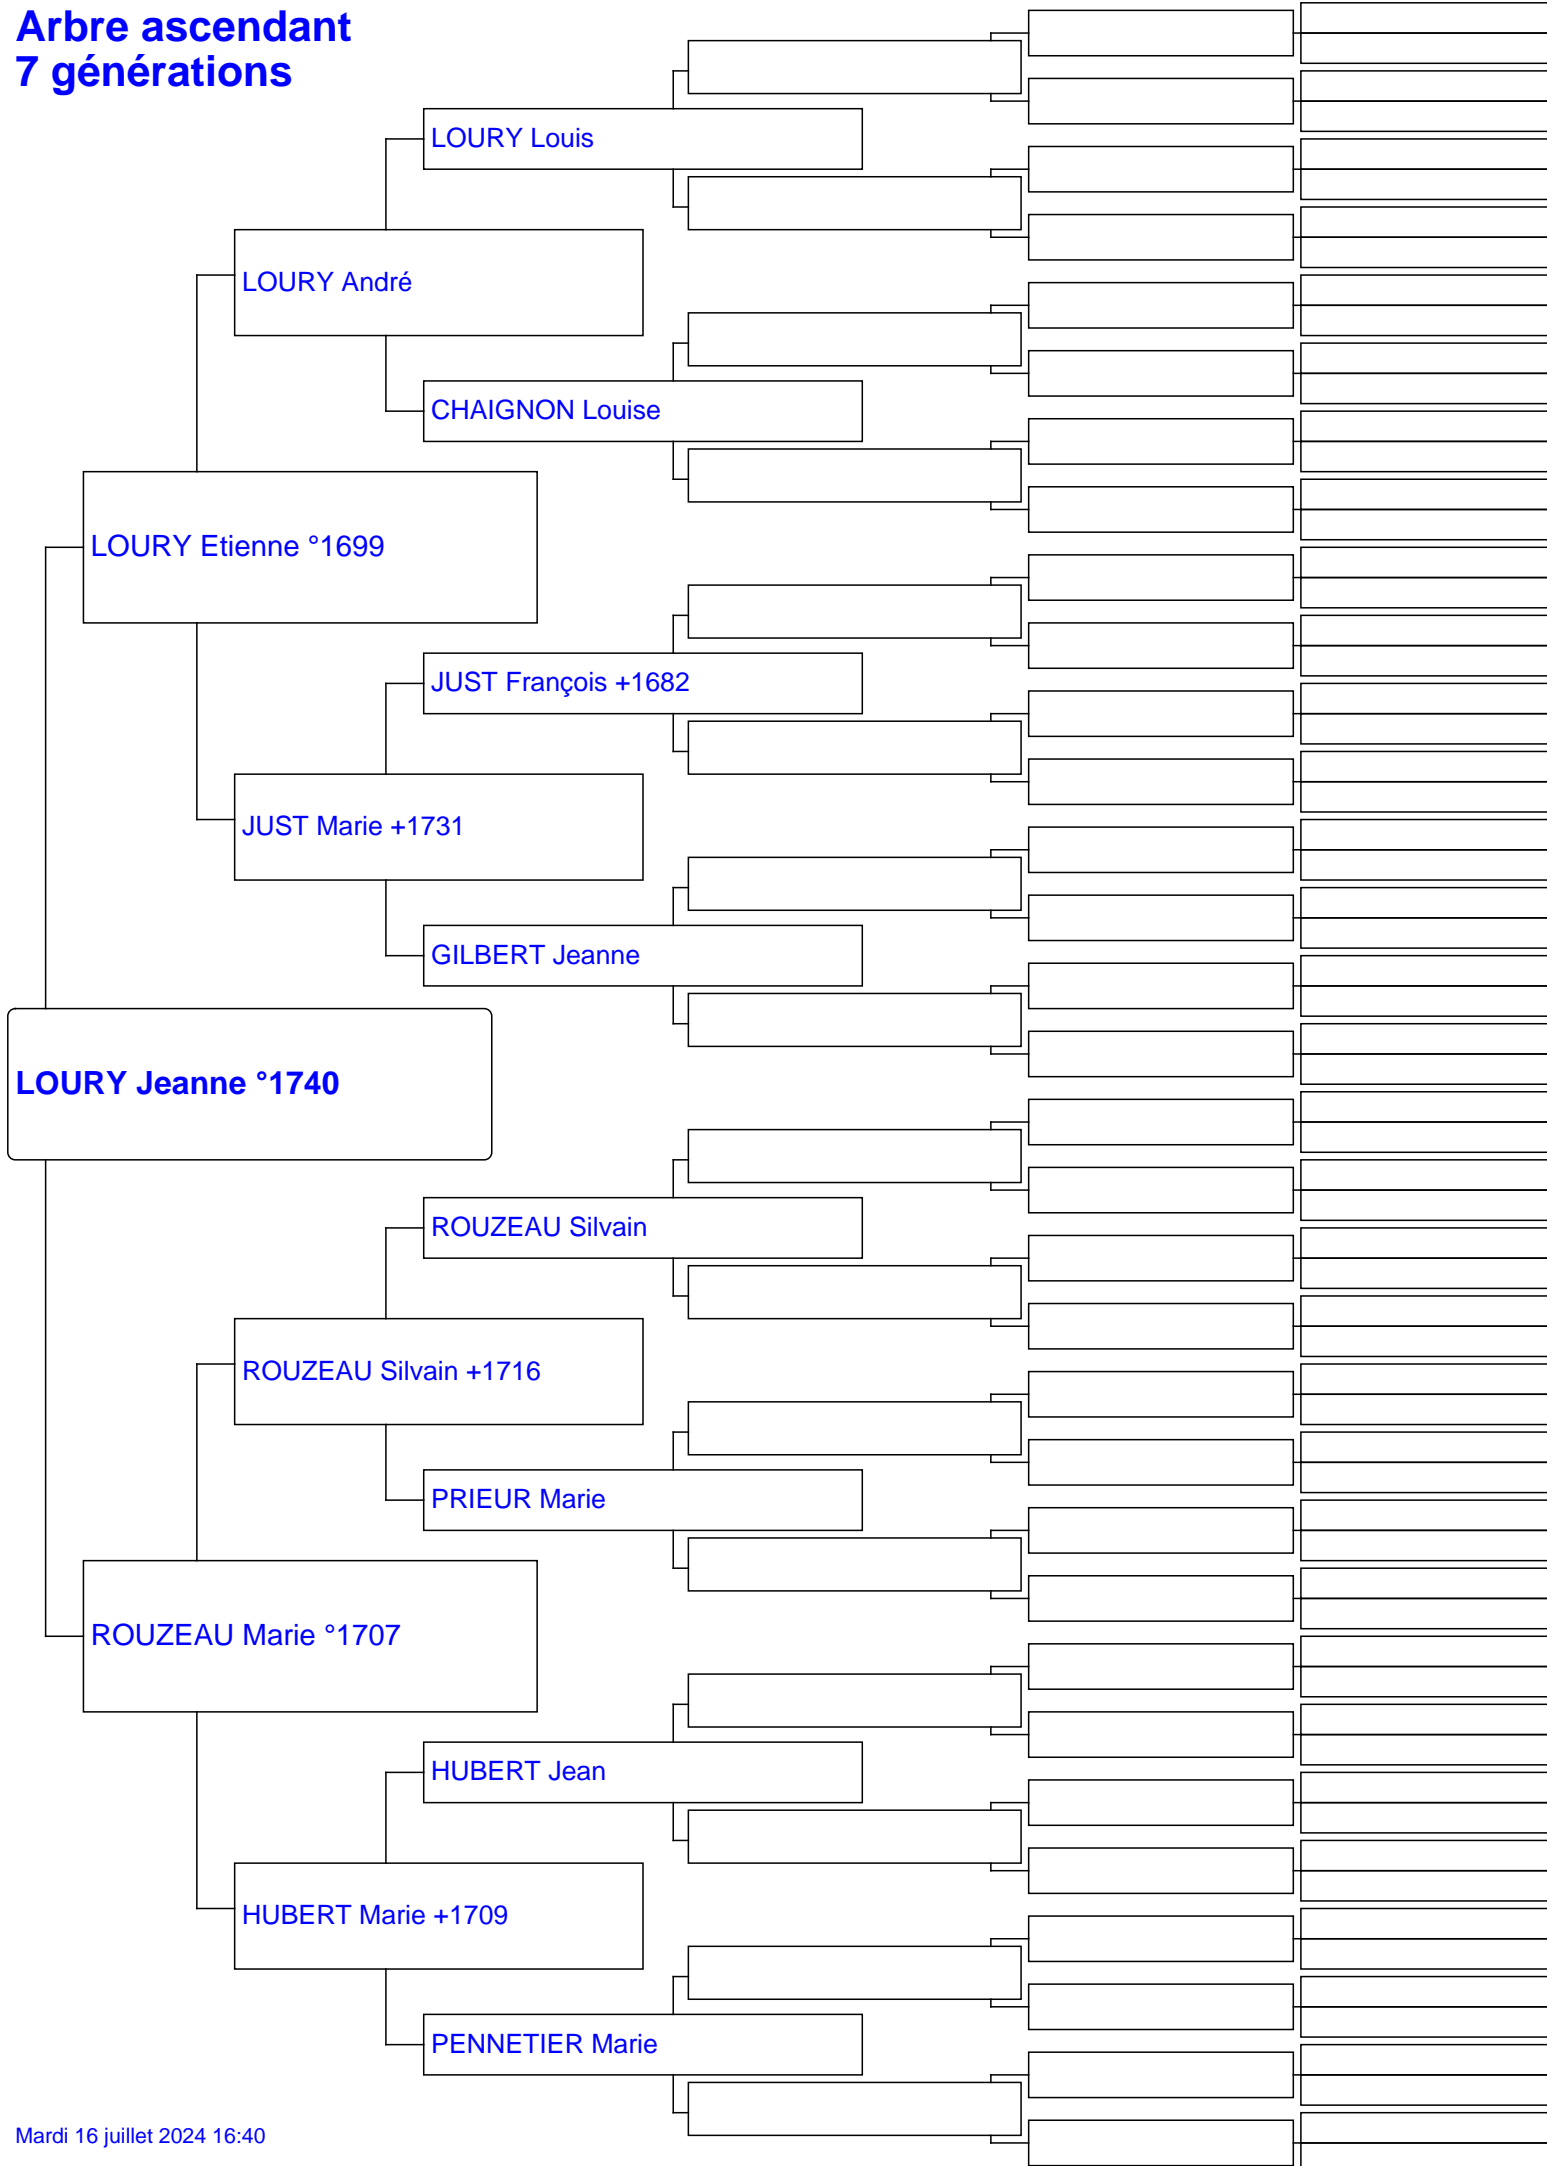 Arbre ascendant
7 générations
LOURY Louis
LOURY André
CHAIGNON Louise
LOURY Etienne °1699
JUST François +1682
JUST Marie +1731
GILBERT Jeanne
LOURY Jeanne °1740
ROUZEAU Silvain
ROUZEAU Silvain +1716
PRIEUR Marie
ROUZEAU Marie °1707
HUBERT Jean
HUBERT Marie +1709
PENNETIER Marie
Mardi 16 juillet 2024 16:40